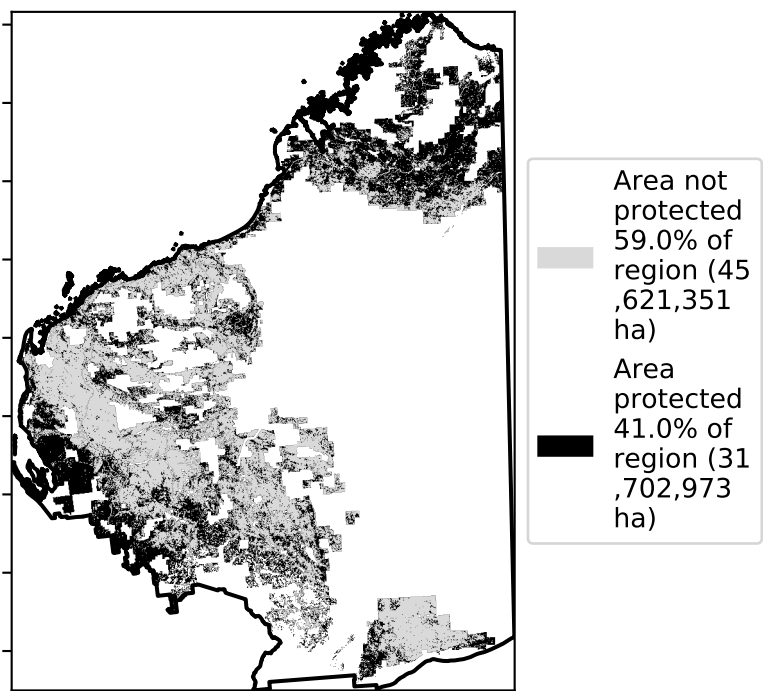 Area not
protected
59.0% of
region (45
,621,351
ha)
Area
protected
41.0% of
region (31
,702,973
ha)